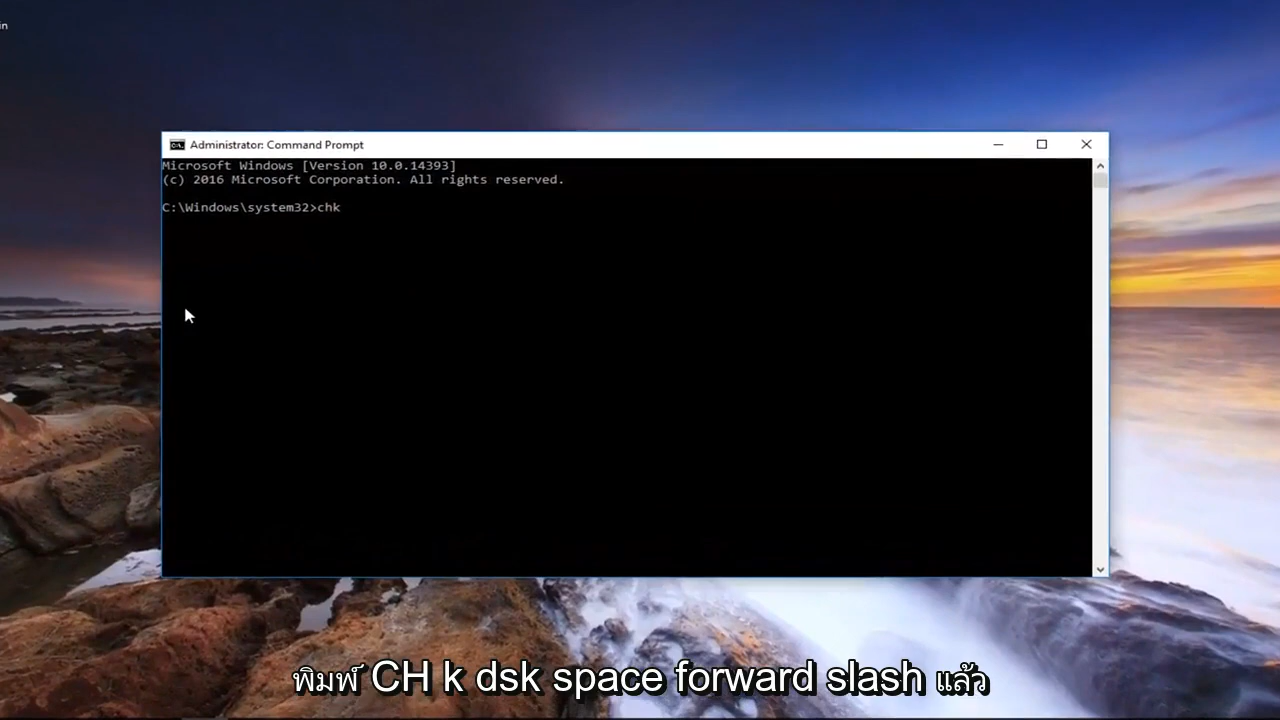 in
Administrator: Command Prompt
Microsoft Windows [Version 10.0.14393]
(c) 2016 Microsoft Corporation. All rights reserved.
C:\Windows\system32>chk
พิมพ์ CH k dsk space forward slash แล้ว